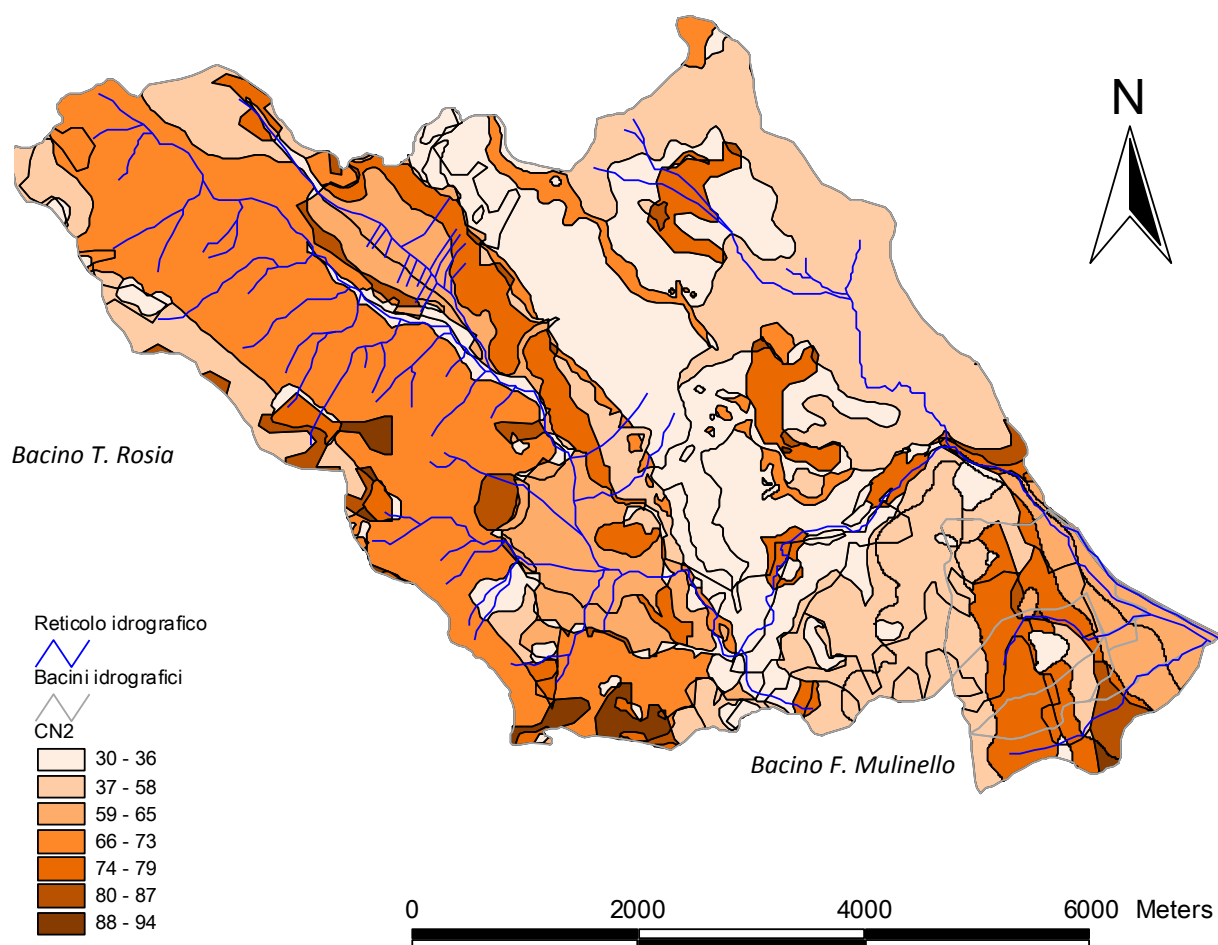 N
Bacino T. Rosia
Bacino F. Mulinello
Reticolo idrografico
Bacini idrografici
CN2
30 - 36
37 - 58
59 - 65
66 - 73
74 - 79
80 - 87
88 - 94
0 2000 4000 6000 Meters